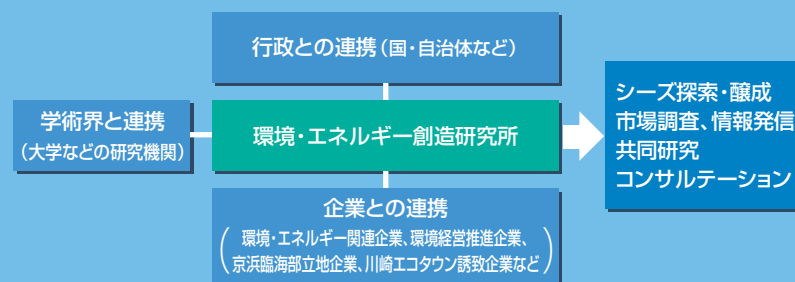 行政との連携(国・自治体など)
学術界と連携
(大学などの研究機関)
環境・エネルギー創造研究所
シーズ探索・醸成
市場調査、情報発信
共同研究
コンサルテーション
企業との連携
(環境・エネルギー関連企業、環境経営推進企業、
京浜臨海部立地企業、川崎エコタウン誘致企業など)